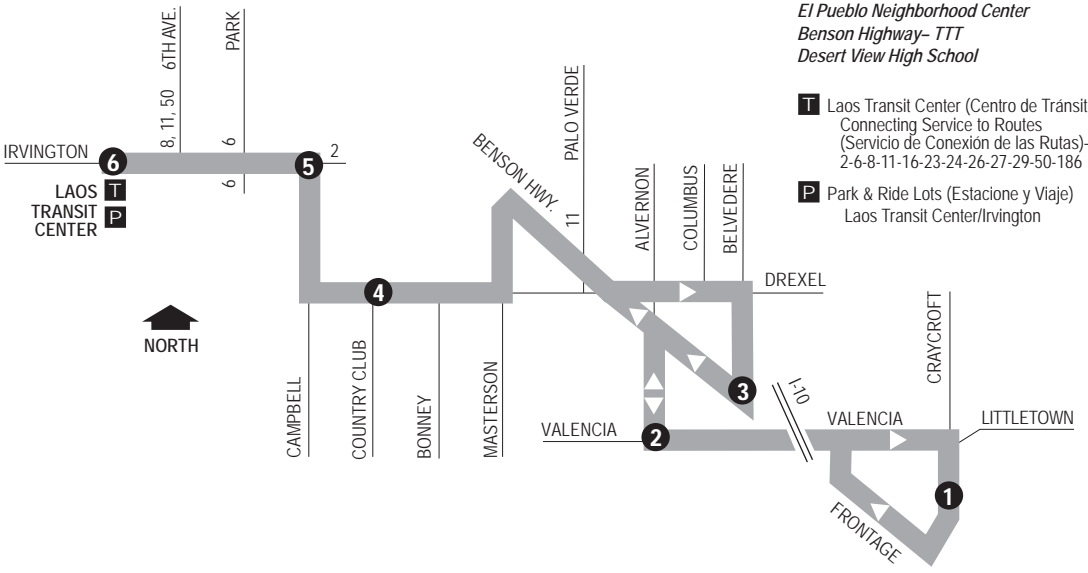 El Pueblo Neighborhood Center
Benson Highway– TTT
Desert View High School
T Laos Transit Center (Centro de Tránsit
Connecting Service to Routes
(Servicio de Conexión de las Rutas)-
2-6-8-11-16-23-24-26-27-29-50-186
P Park & Ride Lots (Estacione y Viaje)
Laos Transit Center/Irvington
8, 11, 50 6TH AVE.
PARK
6
6
IRVINGTON
6
5
2
LAOS T
TRANSIT P
CENTER
NORTH
4
CAMPBELL
COUNTRY CLUB
BONNEY
MASTERSON
BENSON HWY.
PALO VERDE
11
ALVERNON
COLUMBUS
BELVEDERE
DREXEL
3
I-10
VALENCIA
2
VALENCIA
CRAYCROFT
LITTLETOWN
1
FRONTAGE